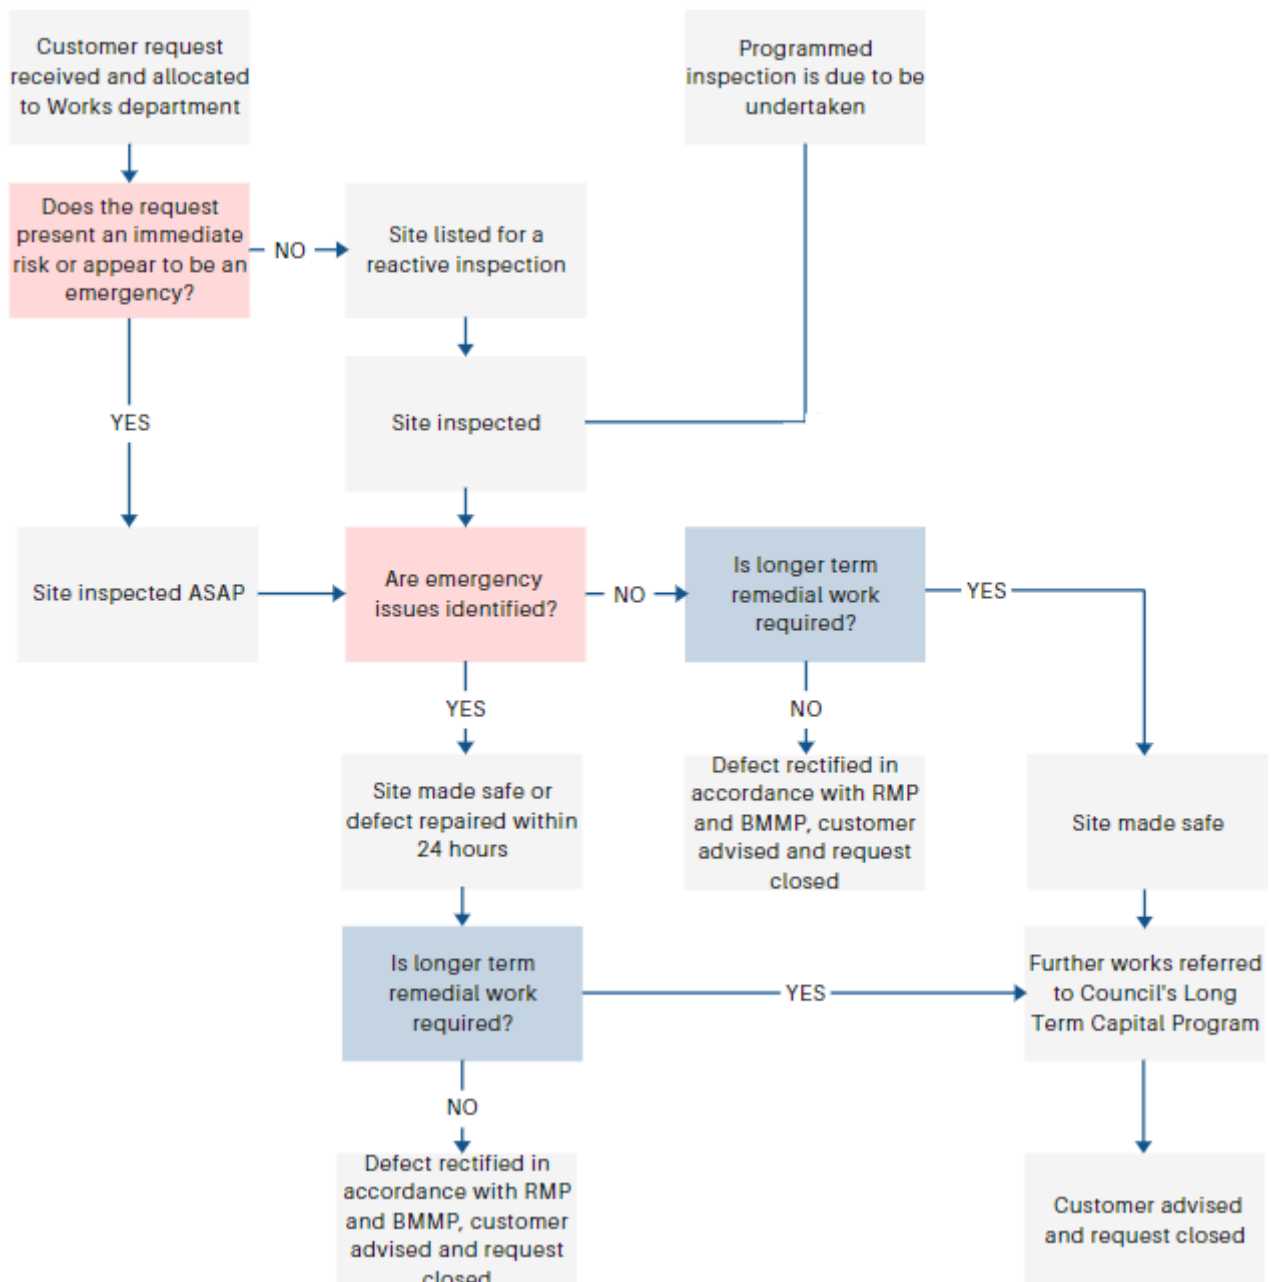 Customer request
received and allocated
to Works department
Programmed
inspection is due to be
undertaken
Does the request
present an immediate
risk or appear to be an
emergency?
NO
Site listed for a
reactive inspection
YES
Site inspected
Site inspected ASAP
Are emergency
issues identified?
NO
Is longer term
remedial work
required?
YES
YES
NO
Site made safe or
defect repaired within
24 hours
Defect rectified in
accordance with RMP
and BMMP, customer
advised and request
closed
Site made safe
Is longer term
remedial work
required?
YES
Further works referred
to Council's Long
Term Capital Program
NO
Defect rectified in
accordance with RMP
and BMMP, customer
advised and request
closed
Customer advised
and request closed